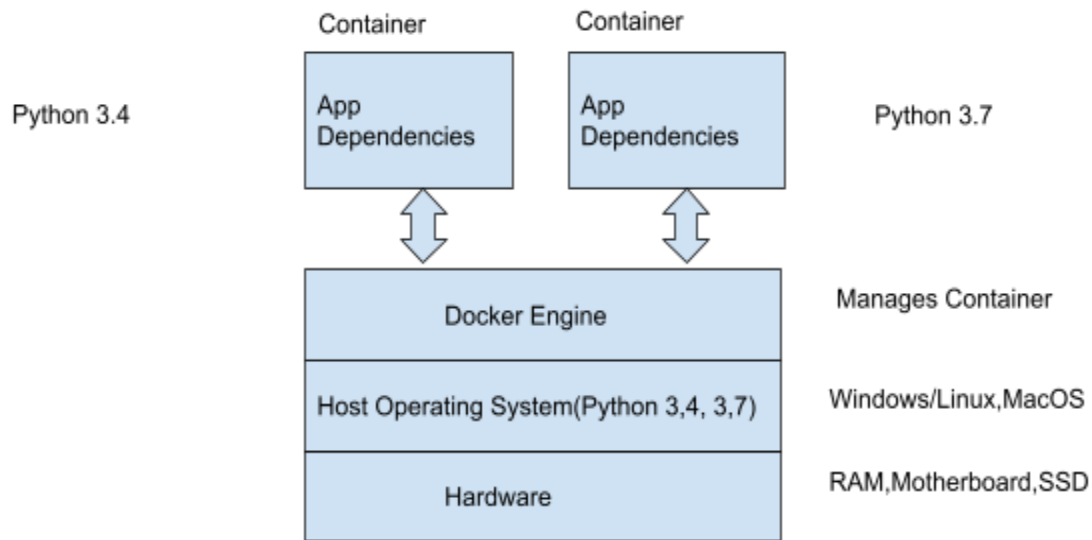 Container
Container
Python 3.4
App
Dependencies
App
Dependencies
Python 3.7
Docker Engine
Manages Container
Host Operating System(Python 3,4, 3,7)
Windows/Linux,MacOS
Hardware
RAM,Motherboard,SSD